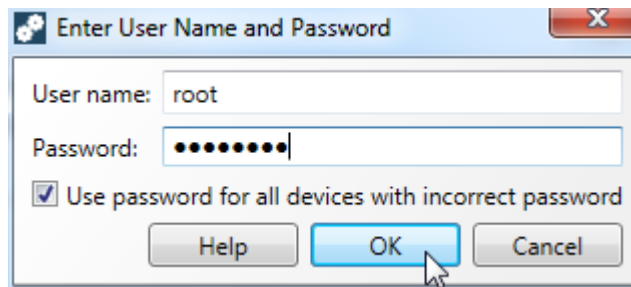 Enter User Name and Password
User name: root
Password: ●●●●●●●●
Use password for all devices with incorrect password
Help OK Cancel